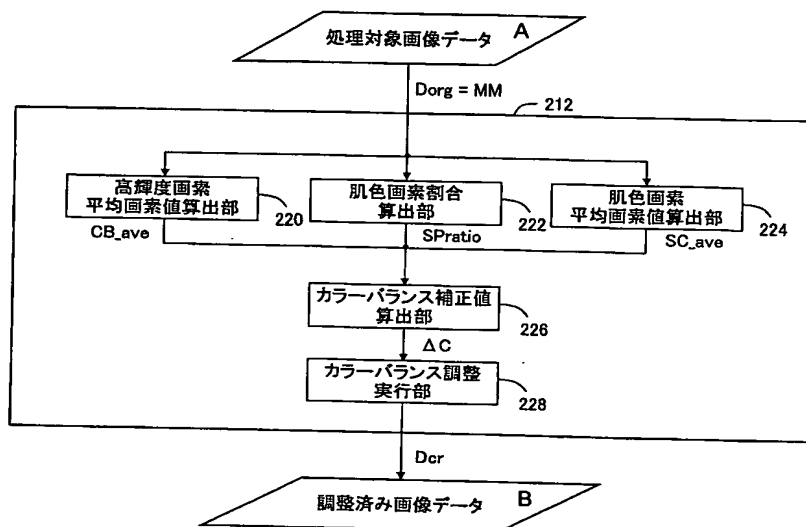 処理対象画像データ A
Dorg = MM
212
高輝度画素
平均画素値算出部
220
CB_ave
肌色画素割合
算出部
222
SPratio
肌色画素
平均画素値算出部
224
SC_ave
カラーバランス補正値
算出部
226
ΔC
カラーバランス調整
実行部
228
Dcr
調整済み画像データ B